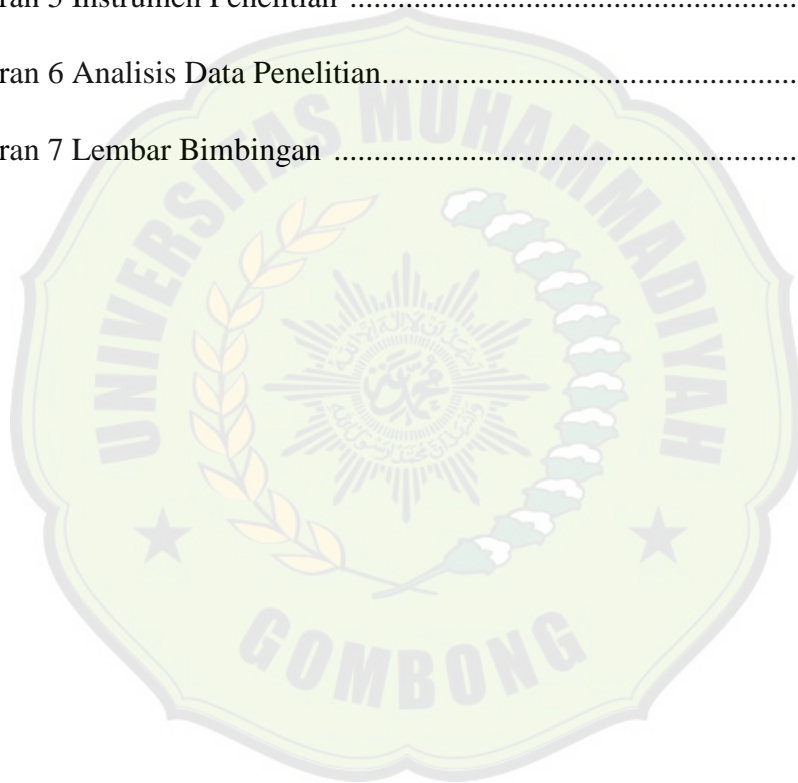 ran 5 Instrumen Penelitian ........................................................
ran 6 Analisis Data Penelitian....................................................
ran 7 Lembar Bimbingan ..........................................................
UNIVERSITAS MUHAMMADIYAH
GOMBONG